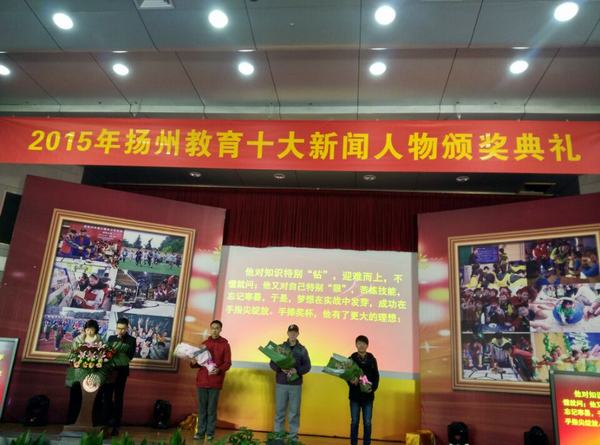 2015年扬州教育十大新闻人物颁奖典礼
他对知识特别“钻”,迎难而上,不
懂就问;他又对自己特别“狠”,苦练技能,
忘记寒暑,于是,梦想在实战中发芽,成功在
手指尖绽放。手捧奖杯,他有了更大的理想: